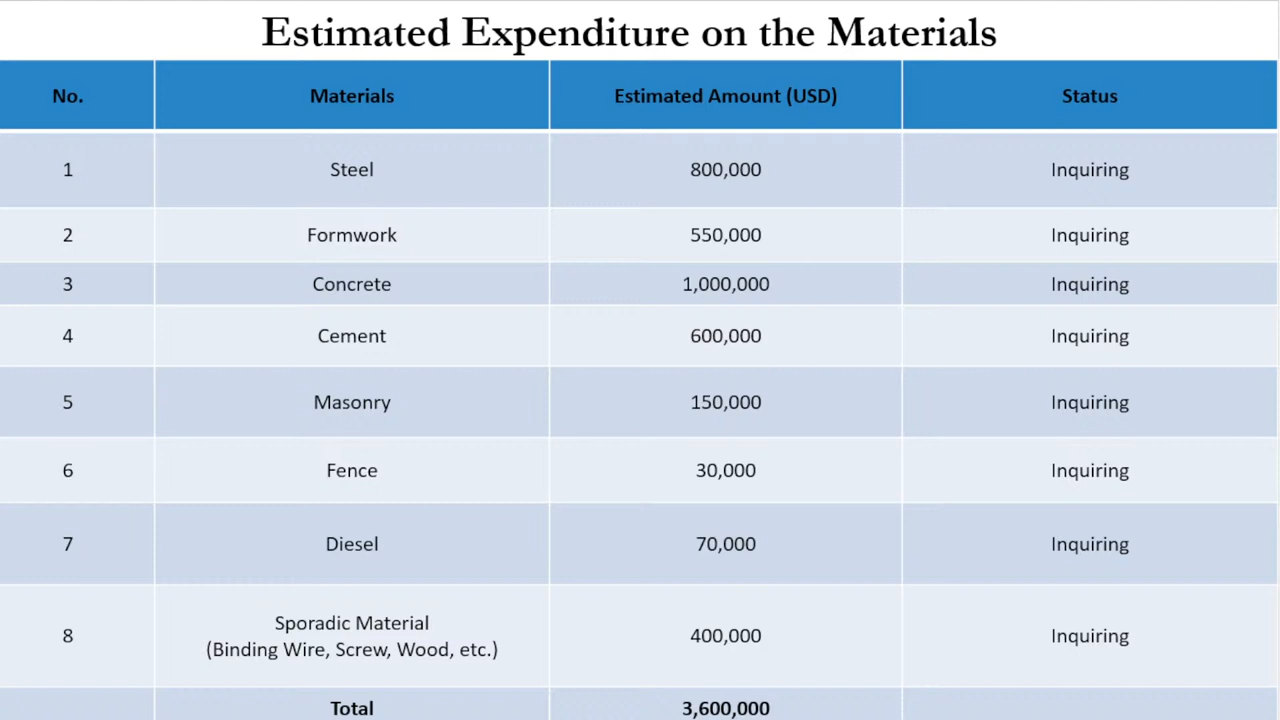 Estimated Expenditure on the Materials
No. Materials Estimated Amount (USD) Status
1 Steel 800,000 Inquiring
2 Formwork 550,000 Inquiring
3 Concrete 1,000,000 Inquiring
4 Cement 600,000 Inquiring
5 Masonry 150,000 Inquiring
6 Fence 30,000 Inquiring
7 Diesel 70,000 Inquiring
8 Sporadic Material
(Binding Wire, Screw, Wood, etc.) 400,000 Inquiring
Total 3,600,000